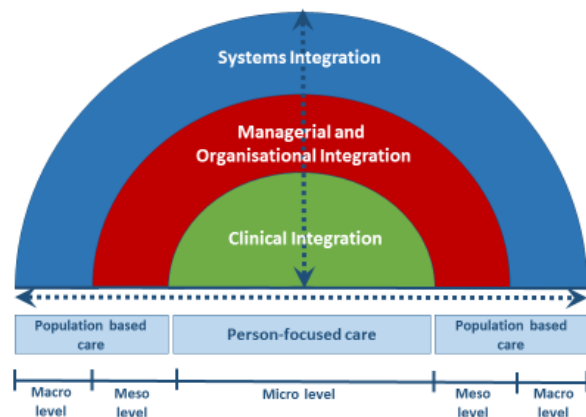 Systems Integration
Managerial and
Organisational Integration
Clinical Integration
Population based
care
Person-focused care
Population based
care
Macro
level
Meso
level
Micro level
Meso
level
Macro
level